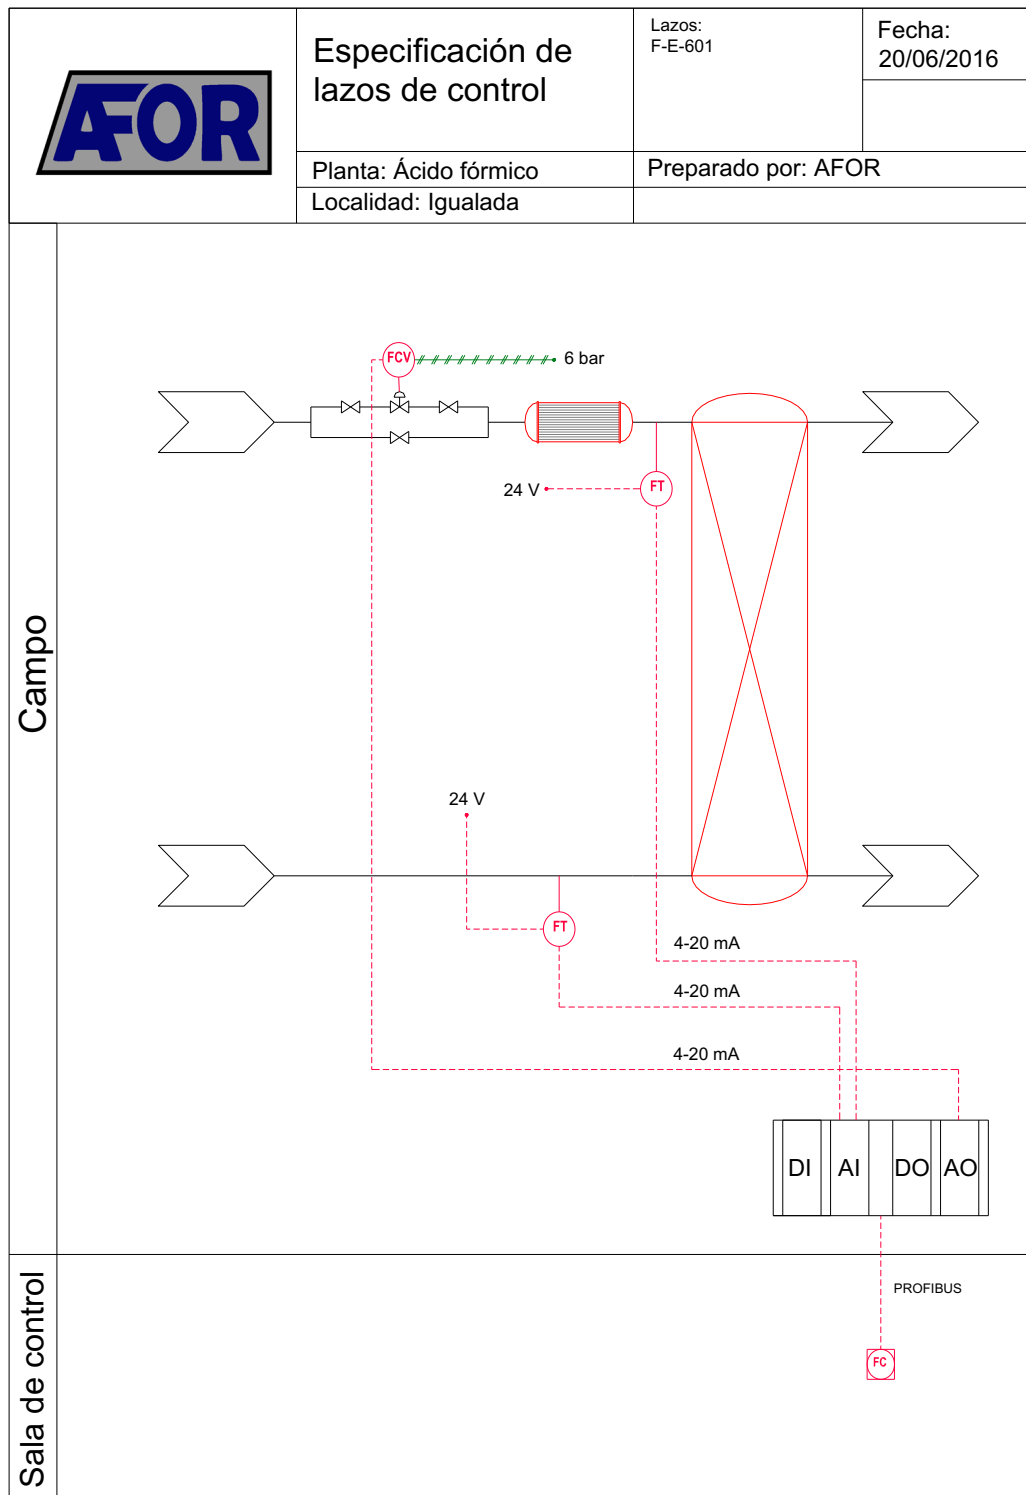 AFOR
Especificación de
lazos de control
Lazos:
F-E-601
Fecha:
20/06/2016
Planta: Ácido fórmico
Preparado por: AFOR
Localidad: Igualada
Campo
FCV
6 bar
24 V
FT
24 V
FT
4-20 mA
4-20 mA
4-20 mA
DI
AI
DO
AO
Sala de control
PROFIBUS
FC